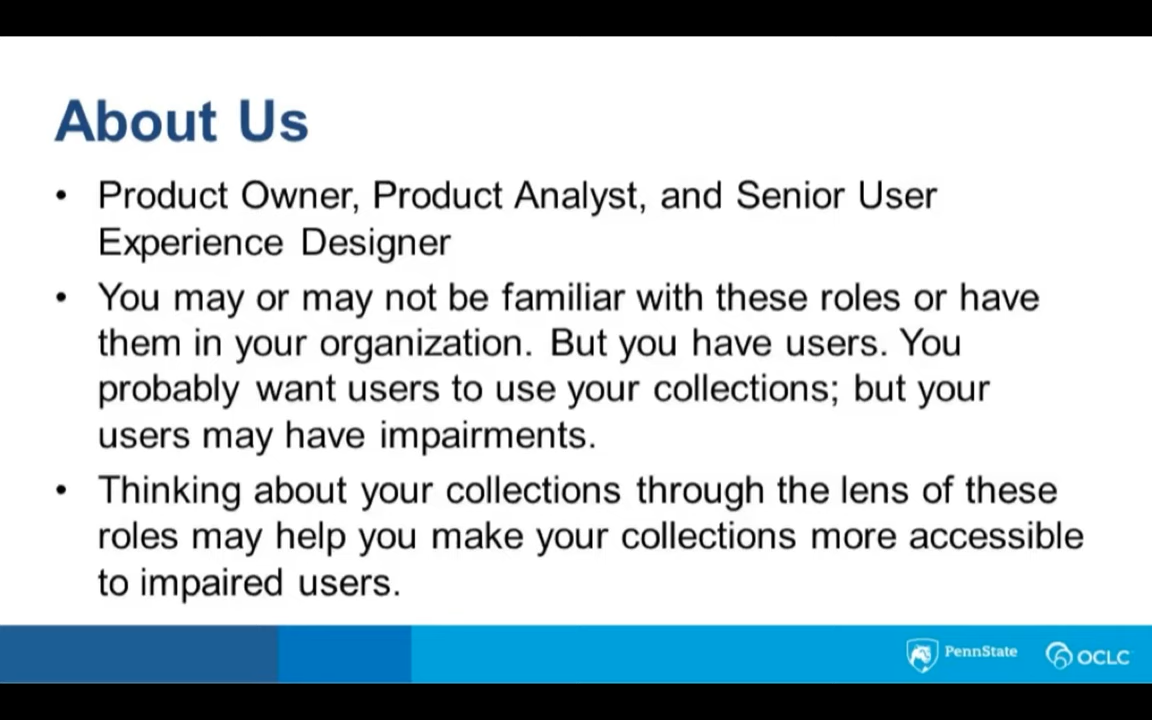 About Us
• Product Owner, Product Analyst, and Senior User
Experience Designer
• You may or may not be familiar with these roles or have
them in your organization. But you have users. You
probably want users to use your collections; but your
users may have impairments.
• Thinking about your collections through the lens of these
roles may help you make your collections more accessible
to impaired users.
PennState
OCLC